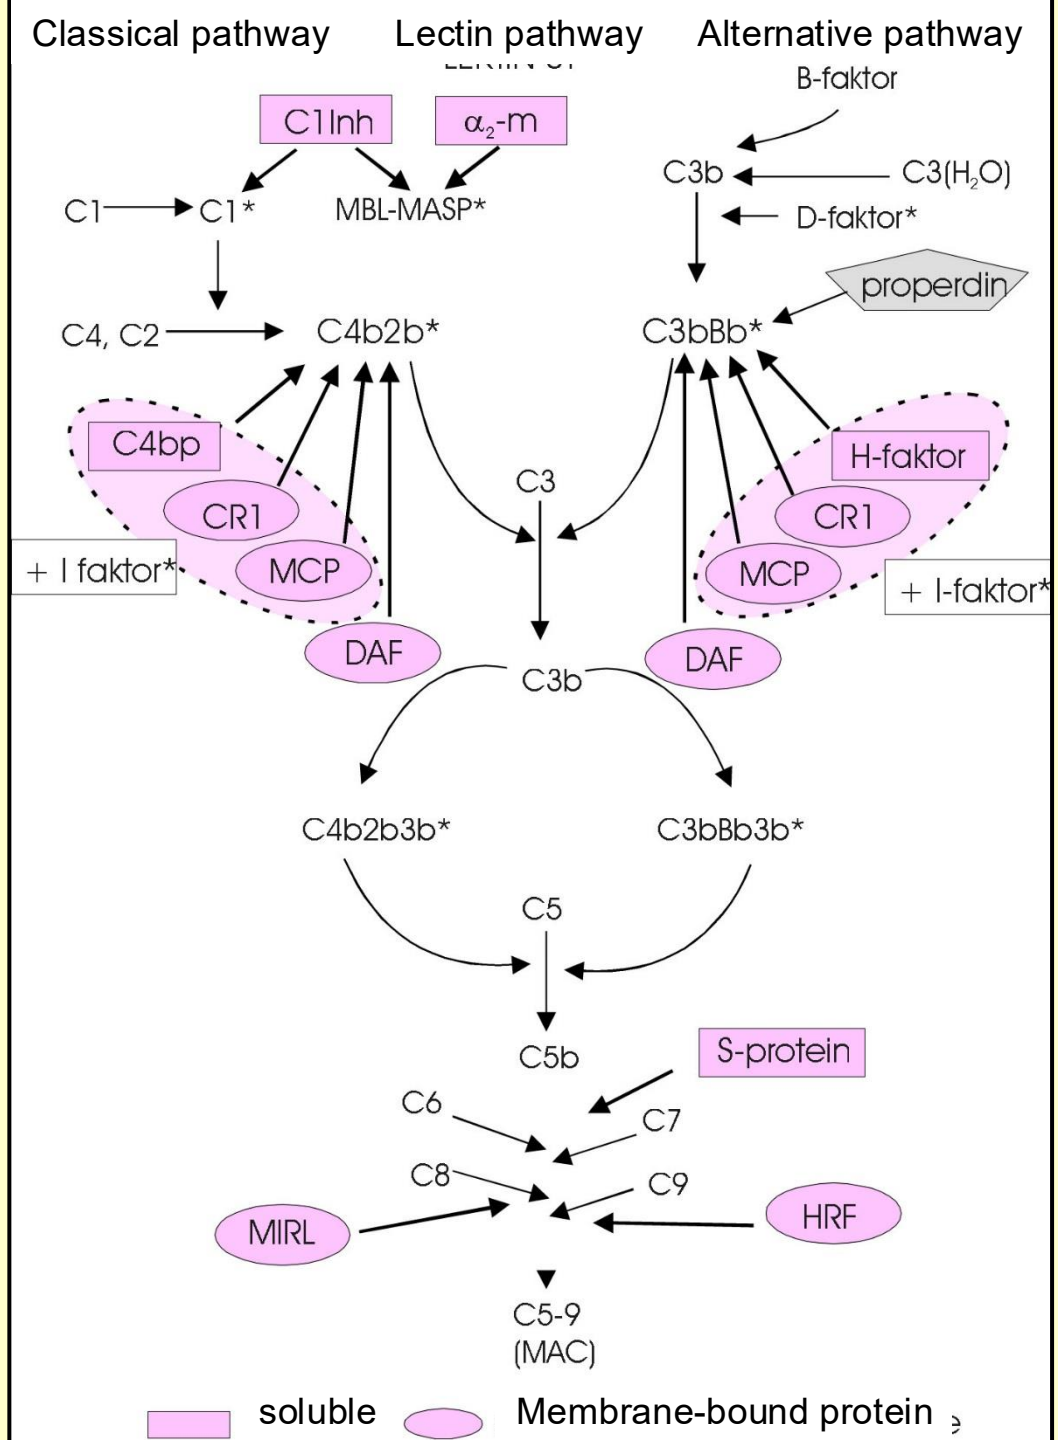 Classical pathway Lectin pathway Alternative pathway
B-faktor
C1Inh α₂-m
C3b C3(H₂O)
C1 C1* MBL-MASP* D-faktor*
properdin
C4, C2 C4b2b* C3bBb*
C4bp H-faktor
C3
CR1 CR1
+ I faktor* MCP MCP + I-faktor*
DAF DAF
C3b
C4b2b3b* C3bBb3b*
C5
C5b S-protein
C6 C7
C8 C9
MIRL HRF
C5-9
(MAC)
soluble Membrane-bound protein e